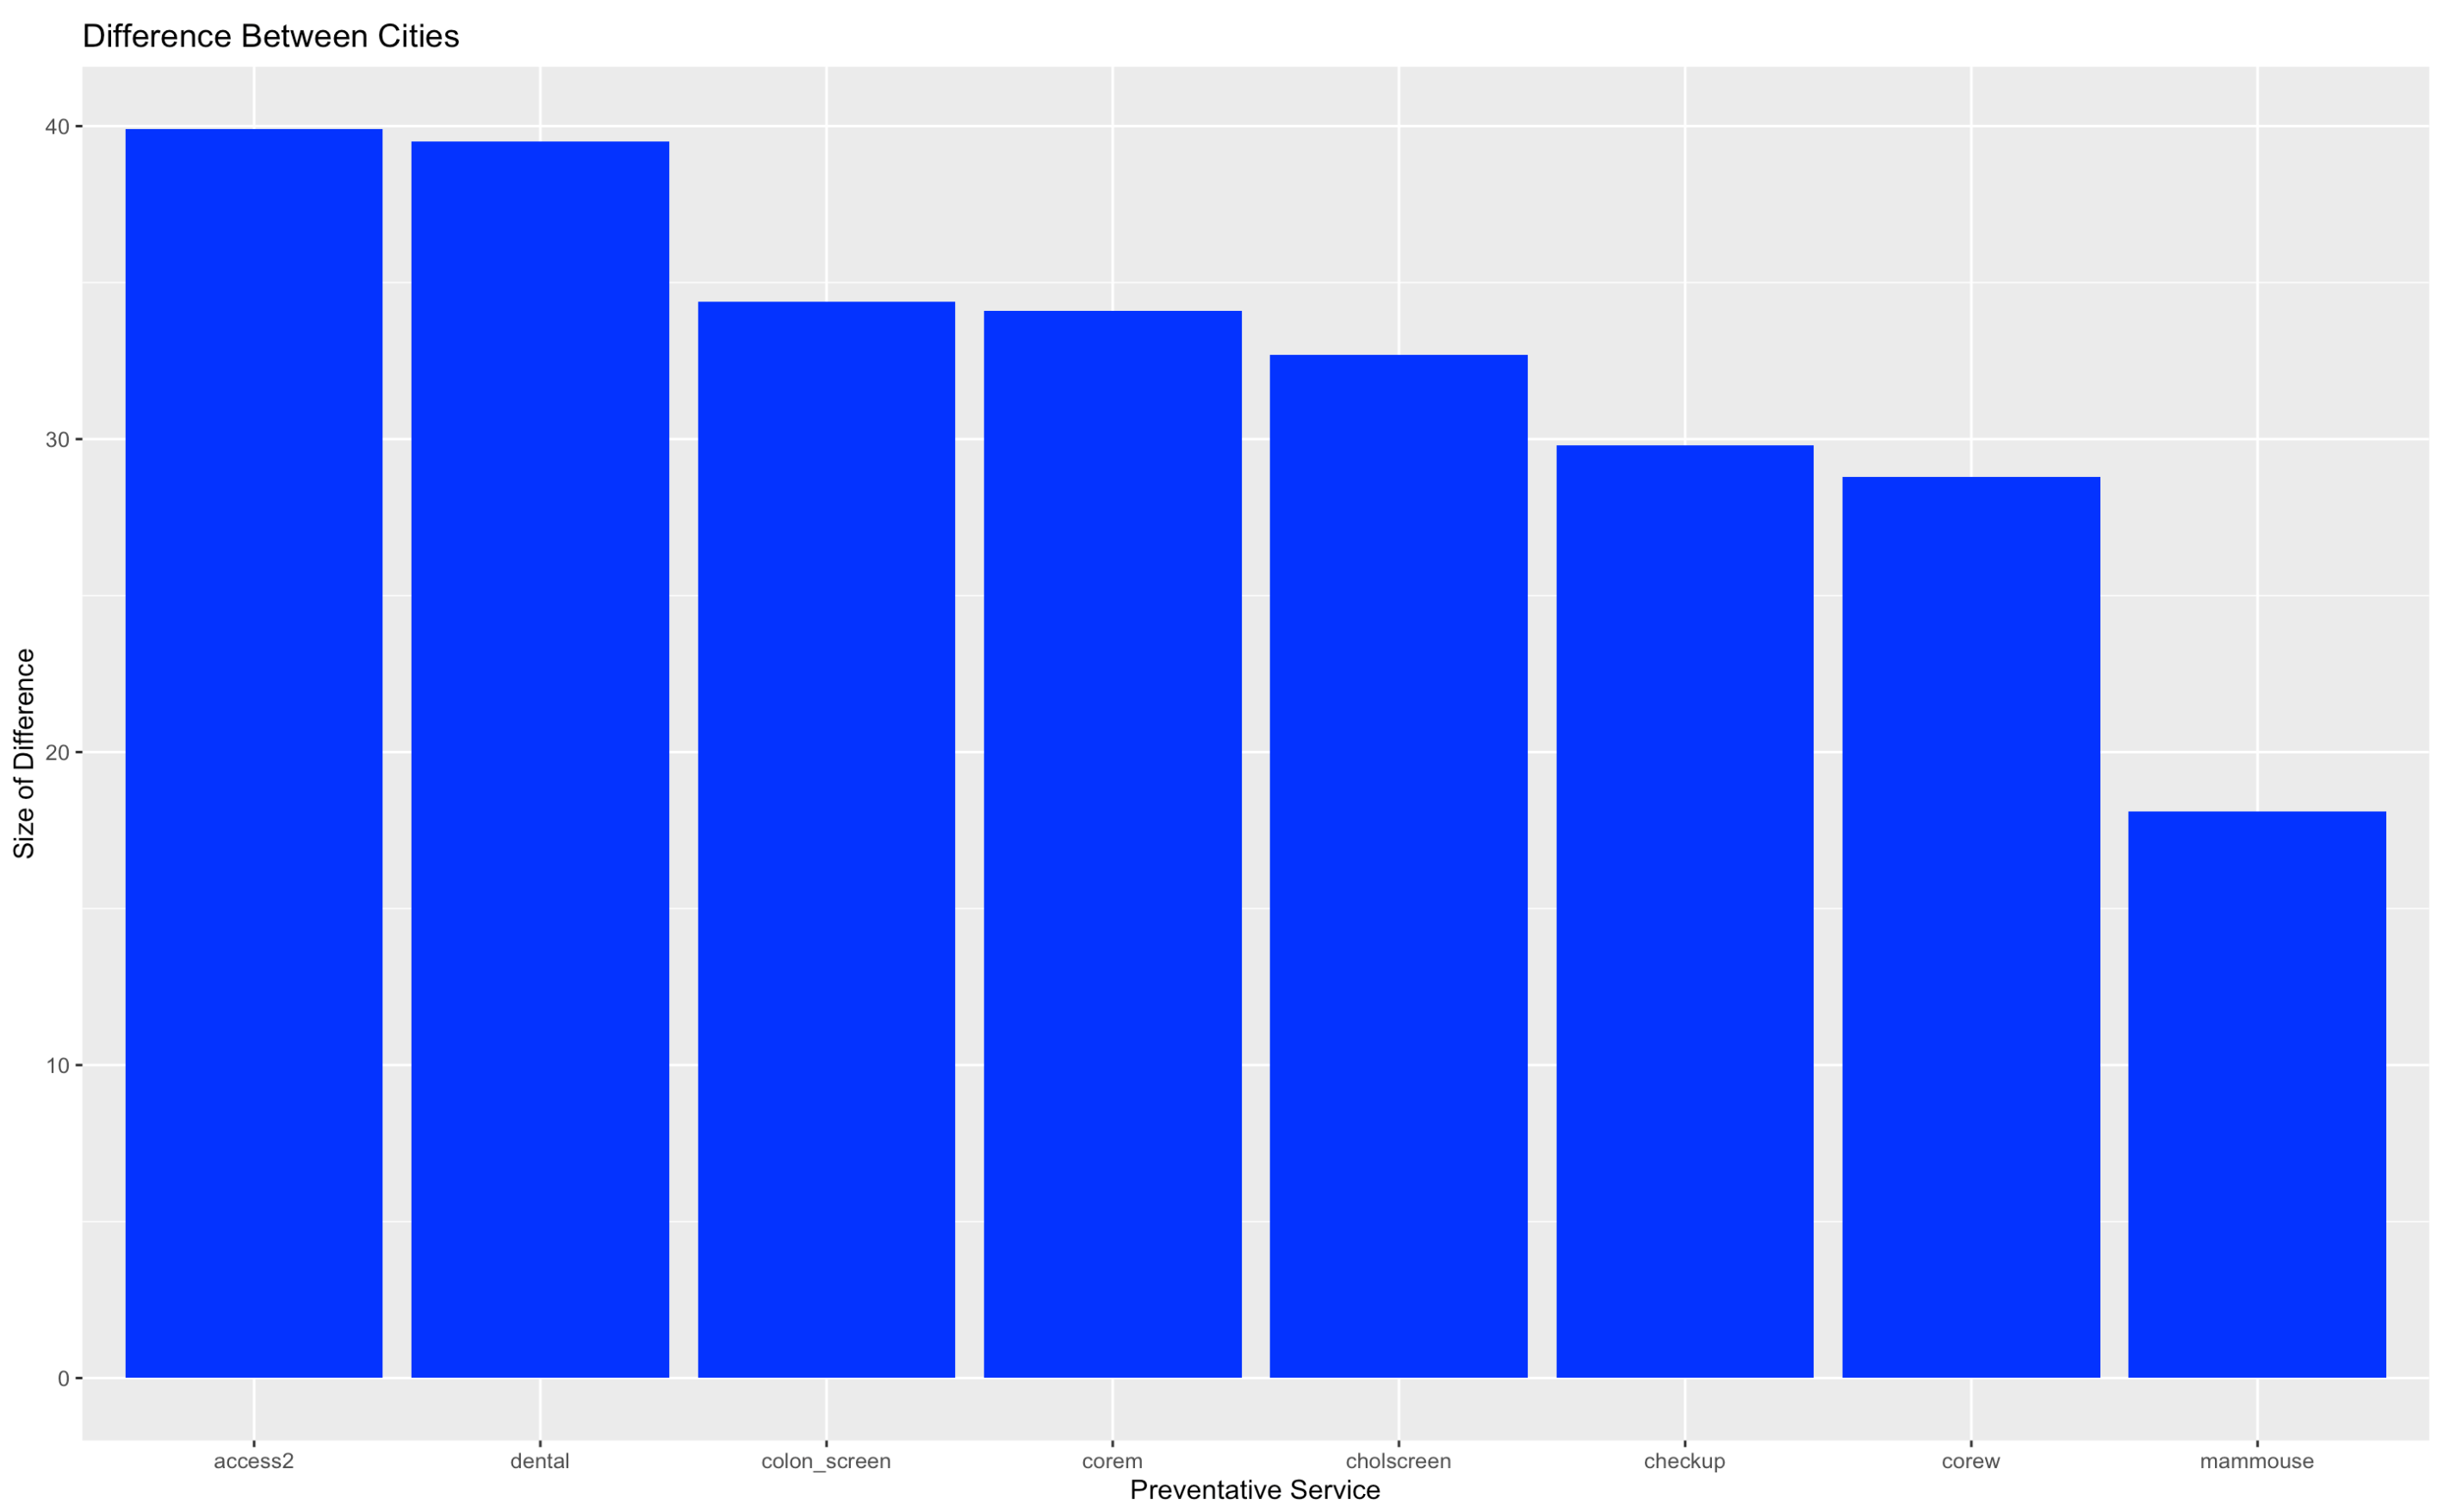 Difference Between Cities
Size of Difference
40
30
20
10
0
access2 dental colon_screen corem cholscreen checkup corew mammouse
Preventative Service